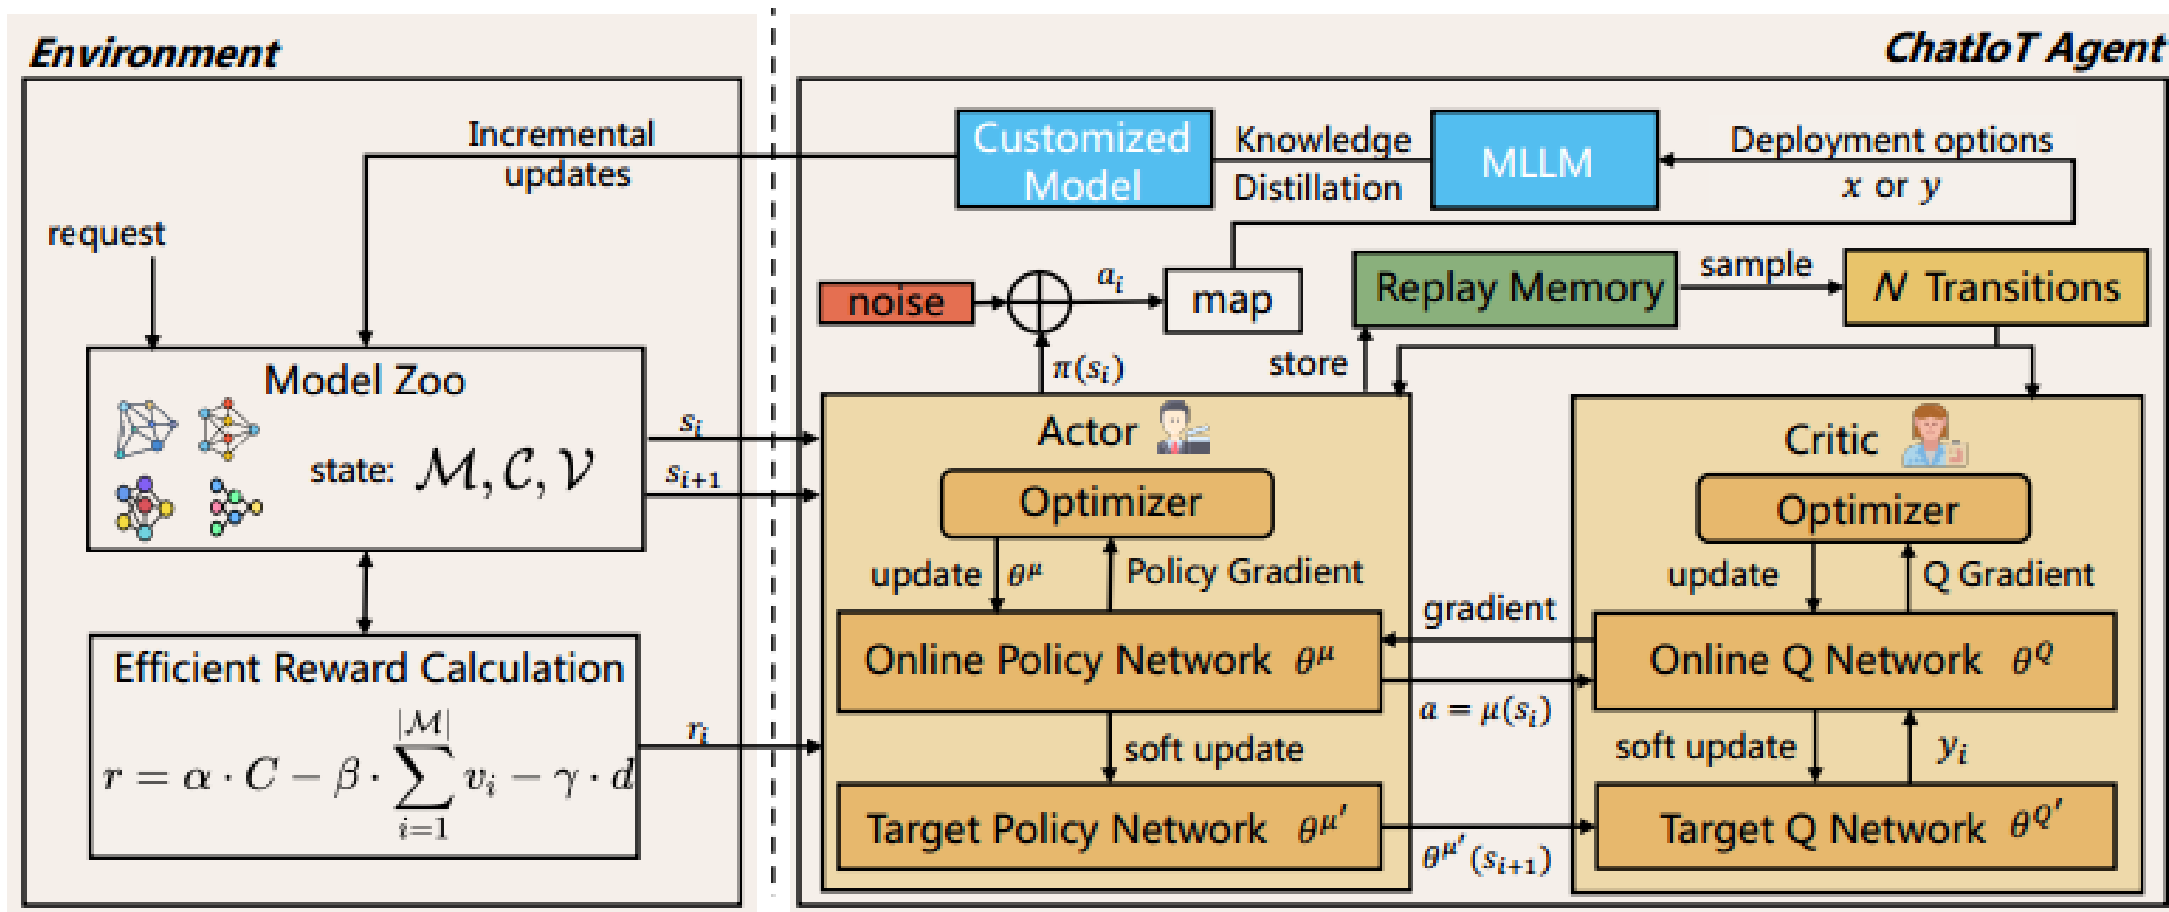 Environment
ChatIoT Agent
Incremental
updates
request
Model Zoo
state: ℳ, 𝒞, 𝒱
Efficient Reward Calculation
r = α · C − β · ∑_{i=1}^{|ℳ|} v_i − γ · d
s_i
s_{i+1}
r_i
Customized
Model
Knowledge
Distillation
MLLM
Deployment options
x or y
noise
a_i
map
π(s_i)
store
Replay Memory
sample
N Transitions
Actor
Optimizer
update θ^μ
Policy Gradient
Online Policy Network θ^μ
soft update
Target Policy Network θ^{μ'}
gradient
a = μ(s_i)
θ^{μ'}(s_{i+1})
Critic
Optimizer
update
Q Gradient
Online Q Network θ^Q
soft update
y_i
Target Q Network θ^{Q'}